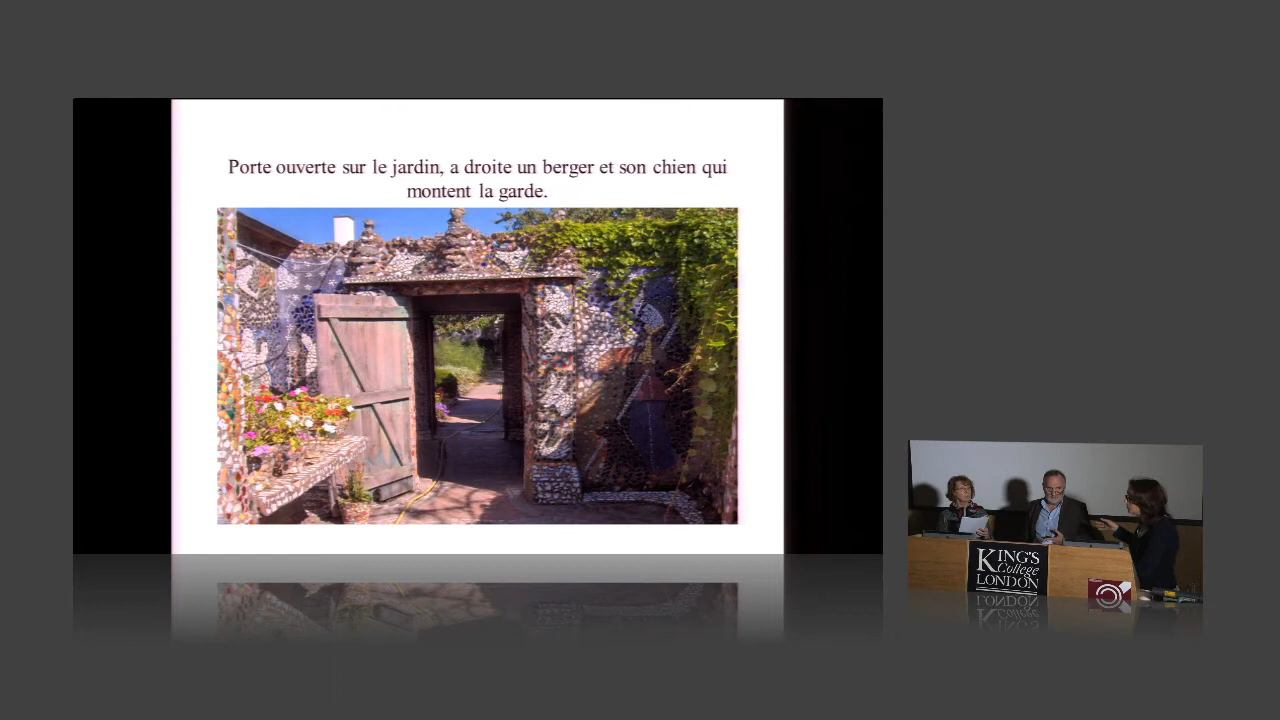 Porte ouverte sur le jardin, a droite un berger et son chien qui
montent la garde.
KING'S
College
LONDON